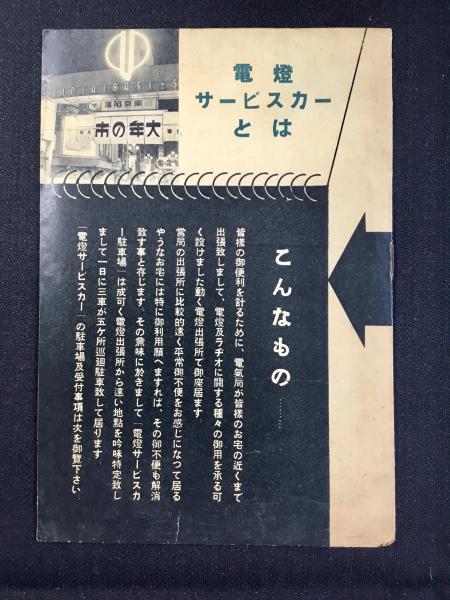 電燈
サービスカー
とは
SHINSAIBASI-S
南京陥落
大年の市
こんなもの………
皆樣の御便利を計るために、電氣局が皆樣のお宅の近くまで
出張致しまして、電燈及ラヂオに關する種々の御用を承る可
く設けました動く電燈出張所で御座居ます。
當局の出張所に比較的遠く平常御不便をお感じになつて居る
やうなお宅には特に御利用願へますれば、その御不便も解消
致す事と存じます。その意味に於きまして「電燈サービスカ
ー駐車場」は成可く電燈出張所から遠い地點を吟味特定致し
まして一日に三車が五ケ所巡廻駐車致して居ります。
「電燈サービスカー」の駐車場及受付事項は次を御覽下さい。